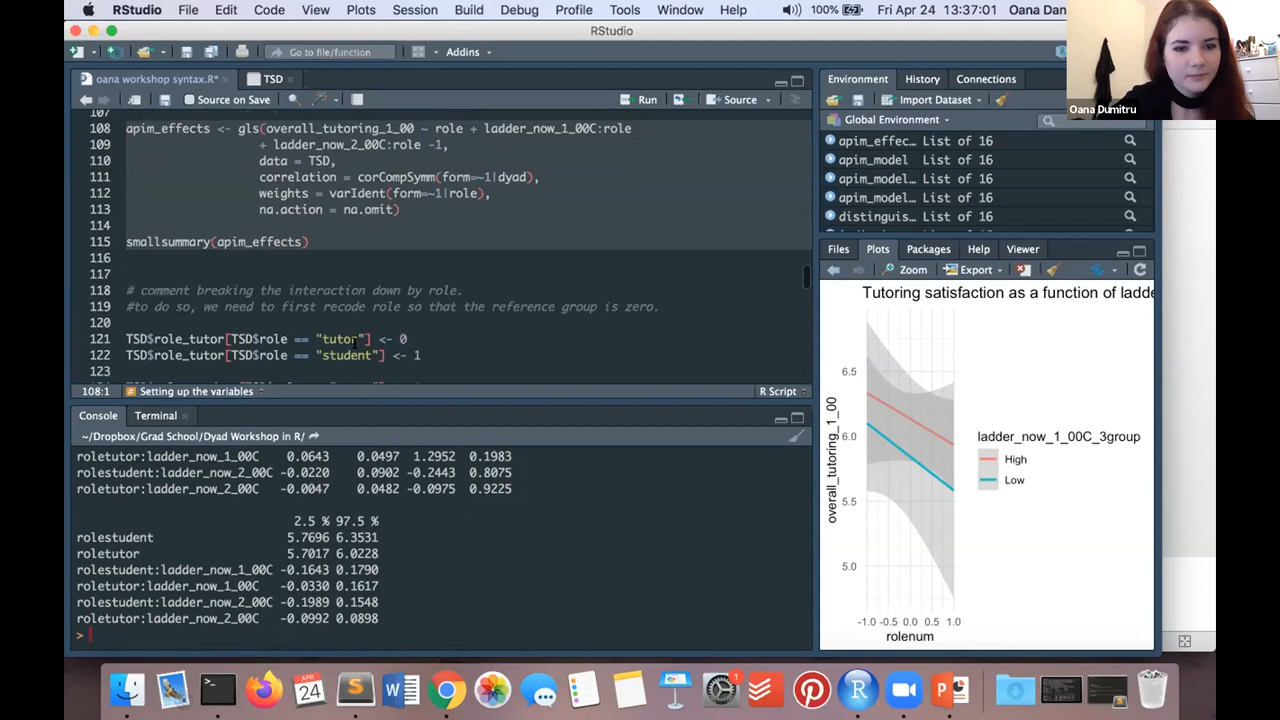 RStudio File Edit Code View Plots Session Build Debug Profile Tools Window Help 100% Fri Apr 24 13:37:01 Oana Dan
RStudio
Go to file/function Addins
oana workshop syntax.R* × TSD ×
Source on Save Run Source
107
108 apim_effects <- gls(overall_tutoring_1_00 ~ role + ladder_now_1_00C:role
109 + ladder_now_2_00C:role -1,
110 data = TSD,
111 correlation = corCompSymm(form=~1|dyad),
112 weights = varIdent(form=~1|role),
113 na.action = na.omit)
114
115 smallsummary(apim_effects)
116
117
118 # comment breaking the interaction down by role.
119 #to do so, we need to first recode role so that the reference group is zero.
120
121 TSD$role_tutor[TSD$role == "tutor"] <- 0
122 TSD$role_tutor[TSD$role == "student"] <- 1
123
108:1 # Setting up the variables R Script
Console Terminal ×
~/Dropbox/Grad School/Dyad Workshop in R/
roletutor:ladder_now_1_00C 0.0643 0.0497 1.2952 0.1983
rolestudent:ladder_now_2_00C -0.0220 0.0902 -0.2443 0.8075
roletutor:ladder_now_2_00C -0.0047 0.0482 -0.0975 0.9225
2.5 % 97.5 %
rolestudent 5.7696 6.3531
roletutor 5.7017 6.0228
rolestudent:ladder_now_1_00C -0.1643 0.1790
roletutor:ladder_now_1_00C -0.0330 0.1617
rolestudent:ladder_now_2_00C -0.1989 0.1548
roletutor:ladder_now_2_00C -0.0992 0.0898
>
Environment History Connections
Import Dataset
Global Environment
apim_effec... List of 16
apim_model List of 16
apim_model... List of 16
apim_model... List of 16
distinguis... List of 16
Files Plots Packages Help Viewer
Zoom Export
Tutoring satisfaction as a function of ladde
overall_tutoring_1_00
6.5
6.0
5.5
5.0
-1.0 -0.5 0.0 0.5 1.0
rolenum
ladder_now_1_00C_3group
High
Low
Oana Dumitru
APR
24
1